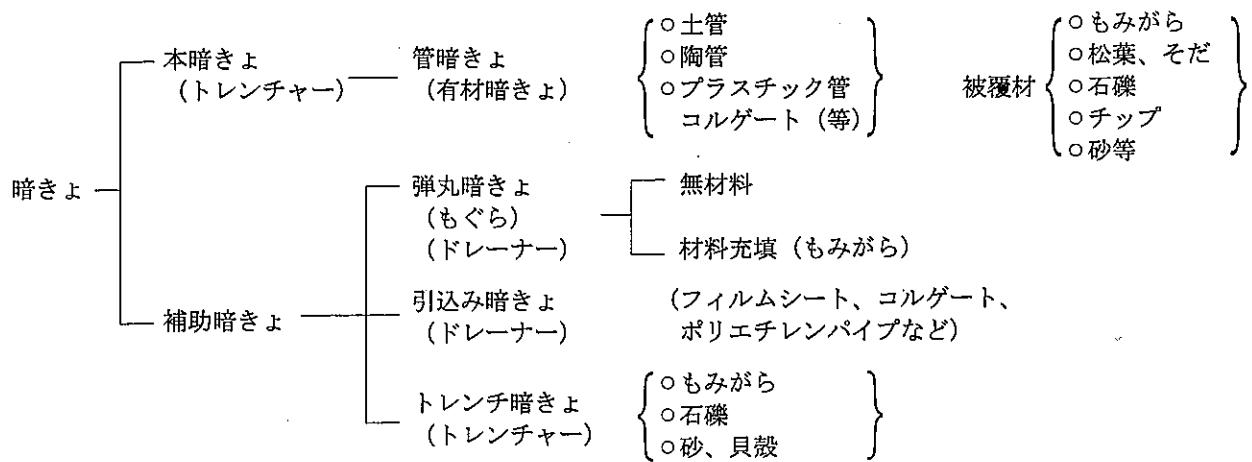 暗きょ
本暗きょ
(トレンチャー)
管暗きょ
(有材暗きょ)
○土管
○陶管
○プラスチック管
コルゲート(等)
被覆材
○もみがら
○松葉、そだ
○石礫
○チップ
○砂等
補助暗きょ
弾丸暗きょ
(もぐら)
(ドレーナー)
無材料
材料充填(もみがら)
引込み暗きょ
(ドレーナー)
(フィルムシート、コルゲート、
ポリエチレンパイプなど)
トレンチ暗きょ
(トレンチャー)
○もみがら
○石礫
○砂、貝殻